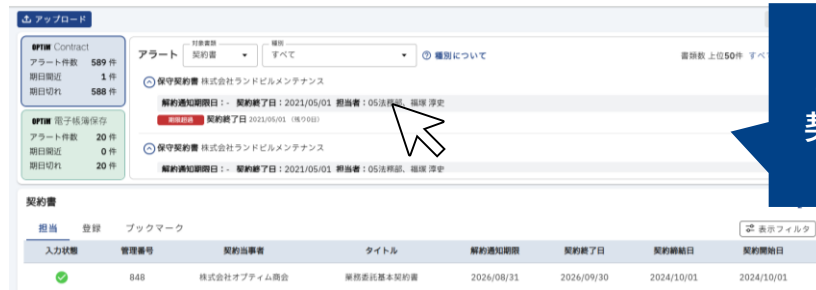 アップロード
OPTiM Contract
アラート件数 589 件
期日間近 1 件
期日切れ 588 件
OPTiM 電子帳簿保存
アラート件数 20 件
期日間近 0 件
期日切れ 20 件
アラート
対象書類
契約書
種別
すべて
種別について
書類数 上位50件 すべ
保守契約書 株式会社ランドビルメンテナンス
解約通知期限日：- 契約終了日：2021/05/01 担当者：05法務部、福塚 淳史
期限超過 契約終了日 2021/05/01 （残り0日）
保守契約書 株式会社ランドビルメンテナンス
解約通知期限日：- 契約終了日：2021/05/01 担当者：05法務部、福塚 淳史
契
契約書
担当 登録 ブックマーク
表示フィルタ
入力状態 管理番号 契約当事者 タイトル 解約通知期限 契約終了日 契約締結日 契約開始日
848 株式会社オプティム商会 業務委託基本契約書 2026/08/31 2026/09/30 2024/10/01 2024/10/01